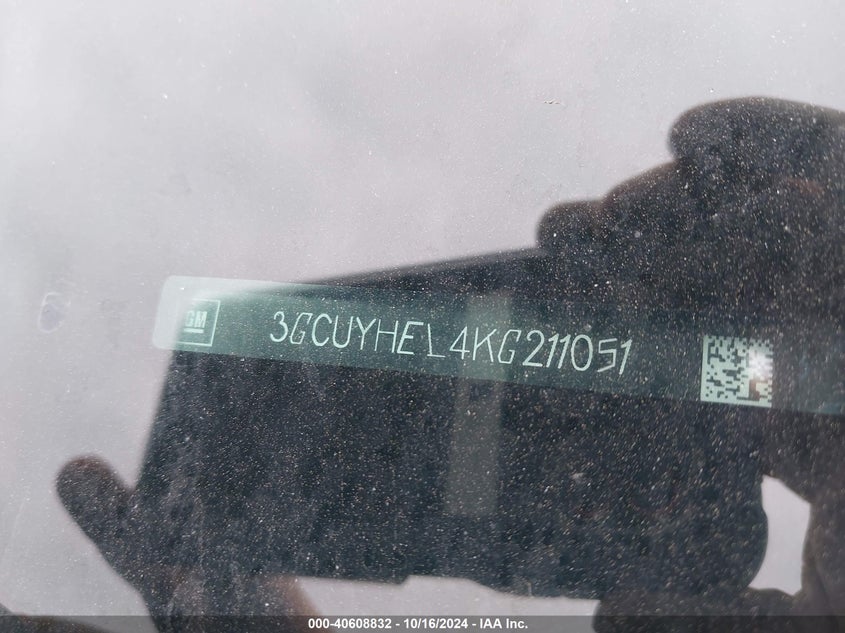 GM 3GCUYHEL4KG211051
000-40608832 - 10/16/2024 - IAA Inc.